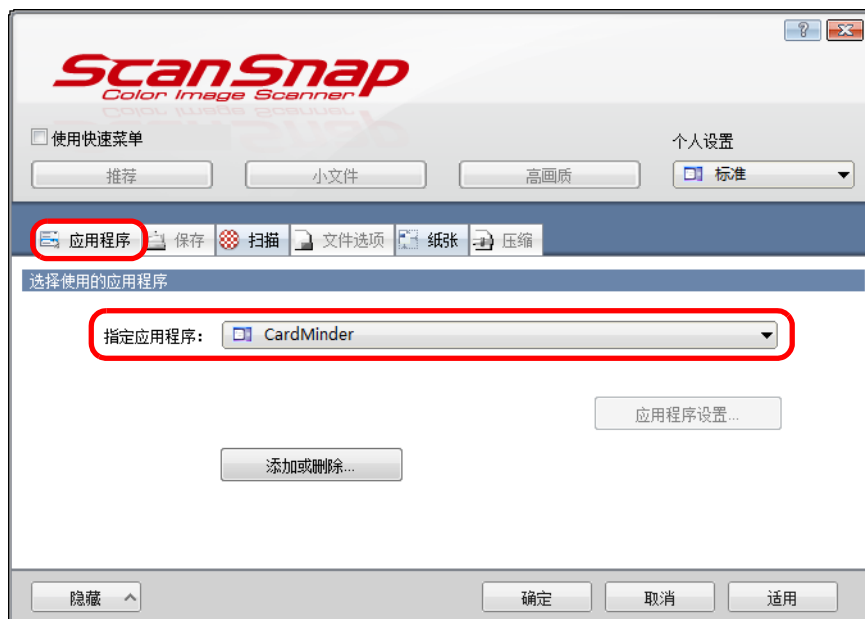 ScanSnap
Color Image Scanner
使用快速菜单
个人设置
推荐 小文件 高画质 标准
应用程序 保存 扫描 文件选项 纸张 压缩
选择使用的应用程序
指定应用程序: CardMinder
应用程序设置...
添加或删除...
隐藏 确定 取消 适用